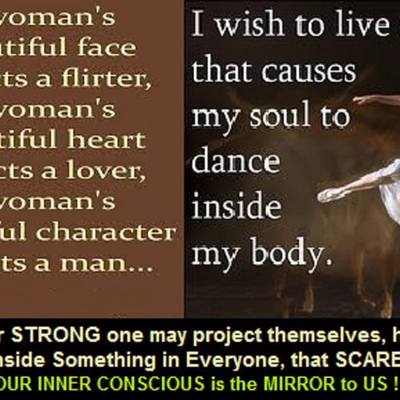 woman's
utiful face
cts a flirter,
woman's
tiful heart
cts a lover,
woman's
ful character
ts a man...
I wish to live
that causes
my soul to
dance
inside
my body.
r STRONG one may project themselves, h
nside Something in Everyone, that SCARE
OUR INNER CONSCIOUS is the MIRROR to US !